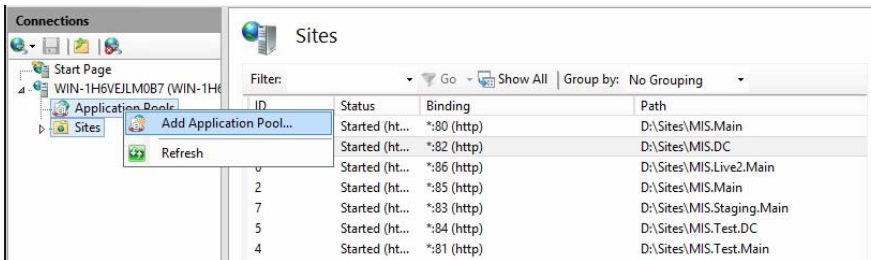 Connections
Start Page
WIN-1H6VEJLM0B7 (WIN-1H6
Application Pools
Sites
Add Application Pool...
Refresh
Sites
Filter: Go Show All Group by: No Grouping
ID Status Binding Path
Started (ht... *:80 (http) D:\Sites\MIS.Main
Started (ht... *:82 (http) D:\Sites\MIS.DC
Started (ht... *:86 (http) D:\Sites\MIS.Live2.Main
2 Started (ht... *:85 (http) D:\Sites\MIS.Main
7 Started (ht... *:83 (http) D:\Sites\MIS.Staging.Main
5 Started (ht... *:84 (http) D:\Sites\MIS.Test.DC
4 Started (ht... *:81 (http) D:\Sites\MIS.Test.Main